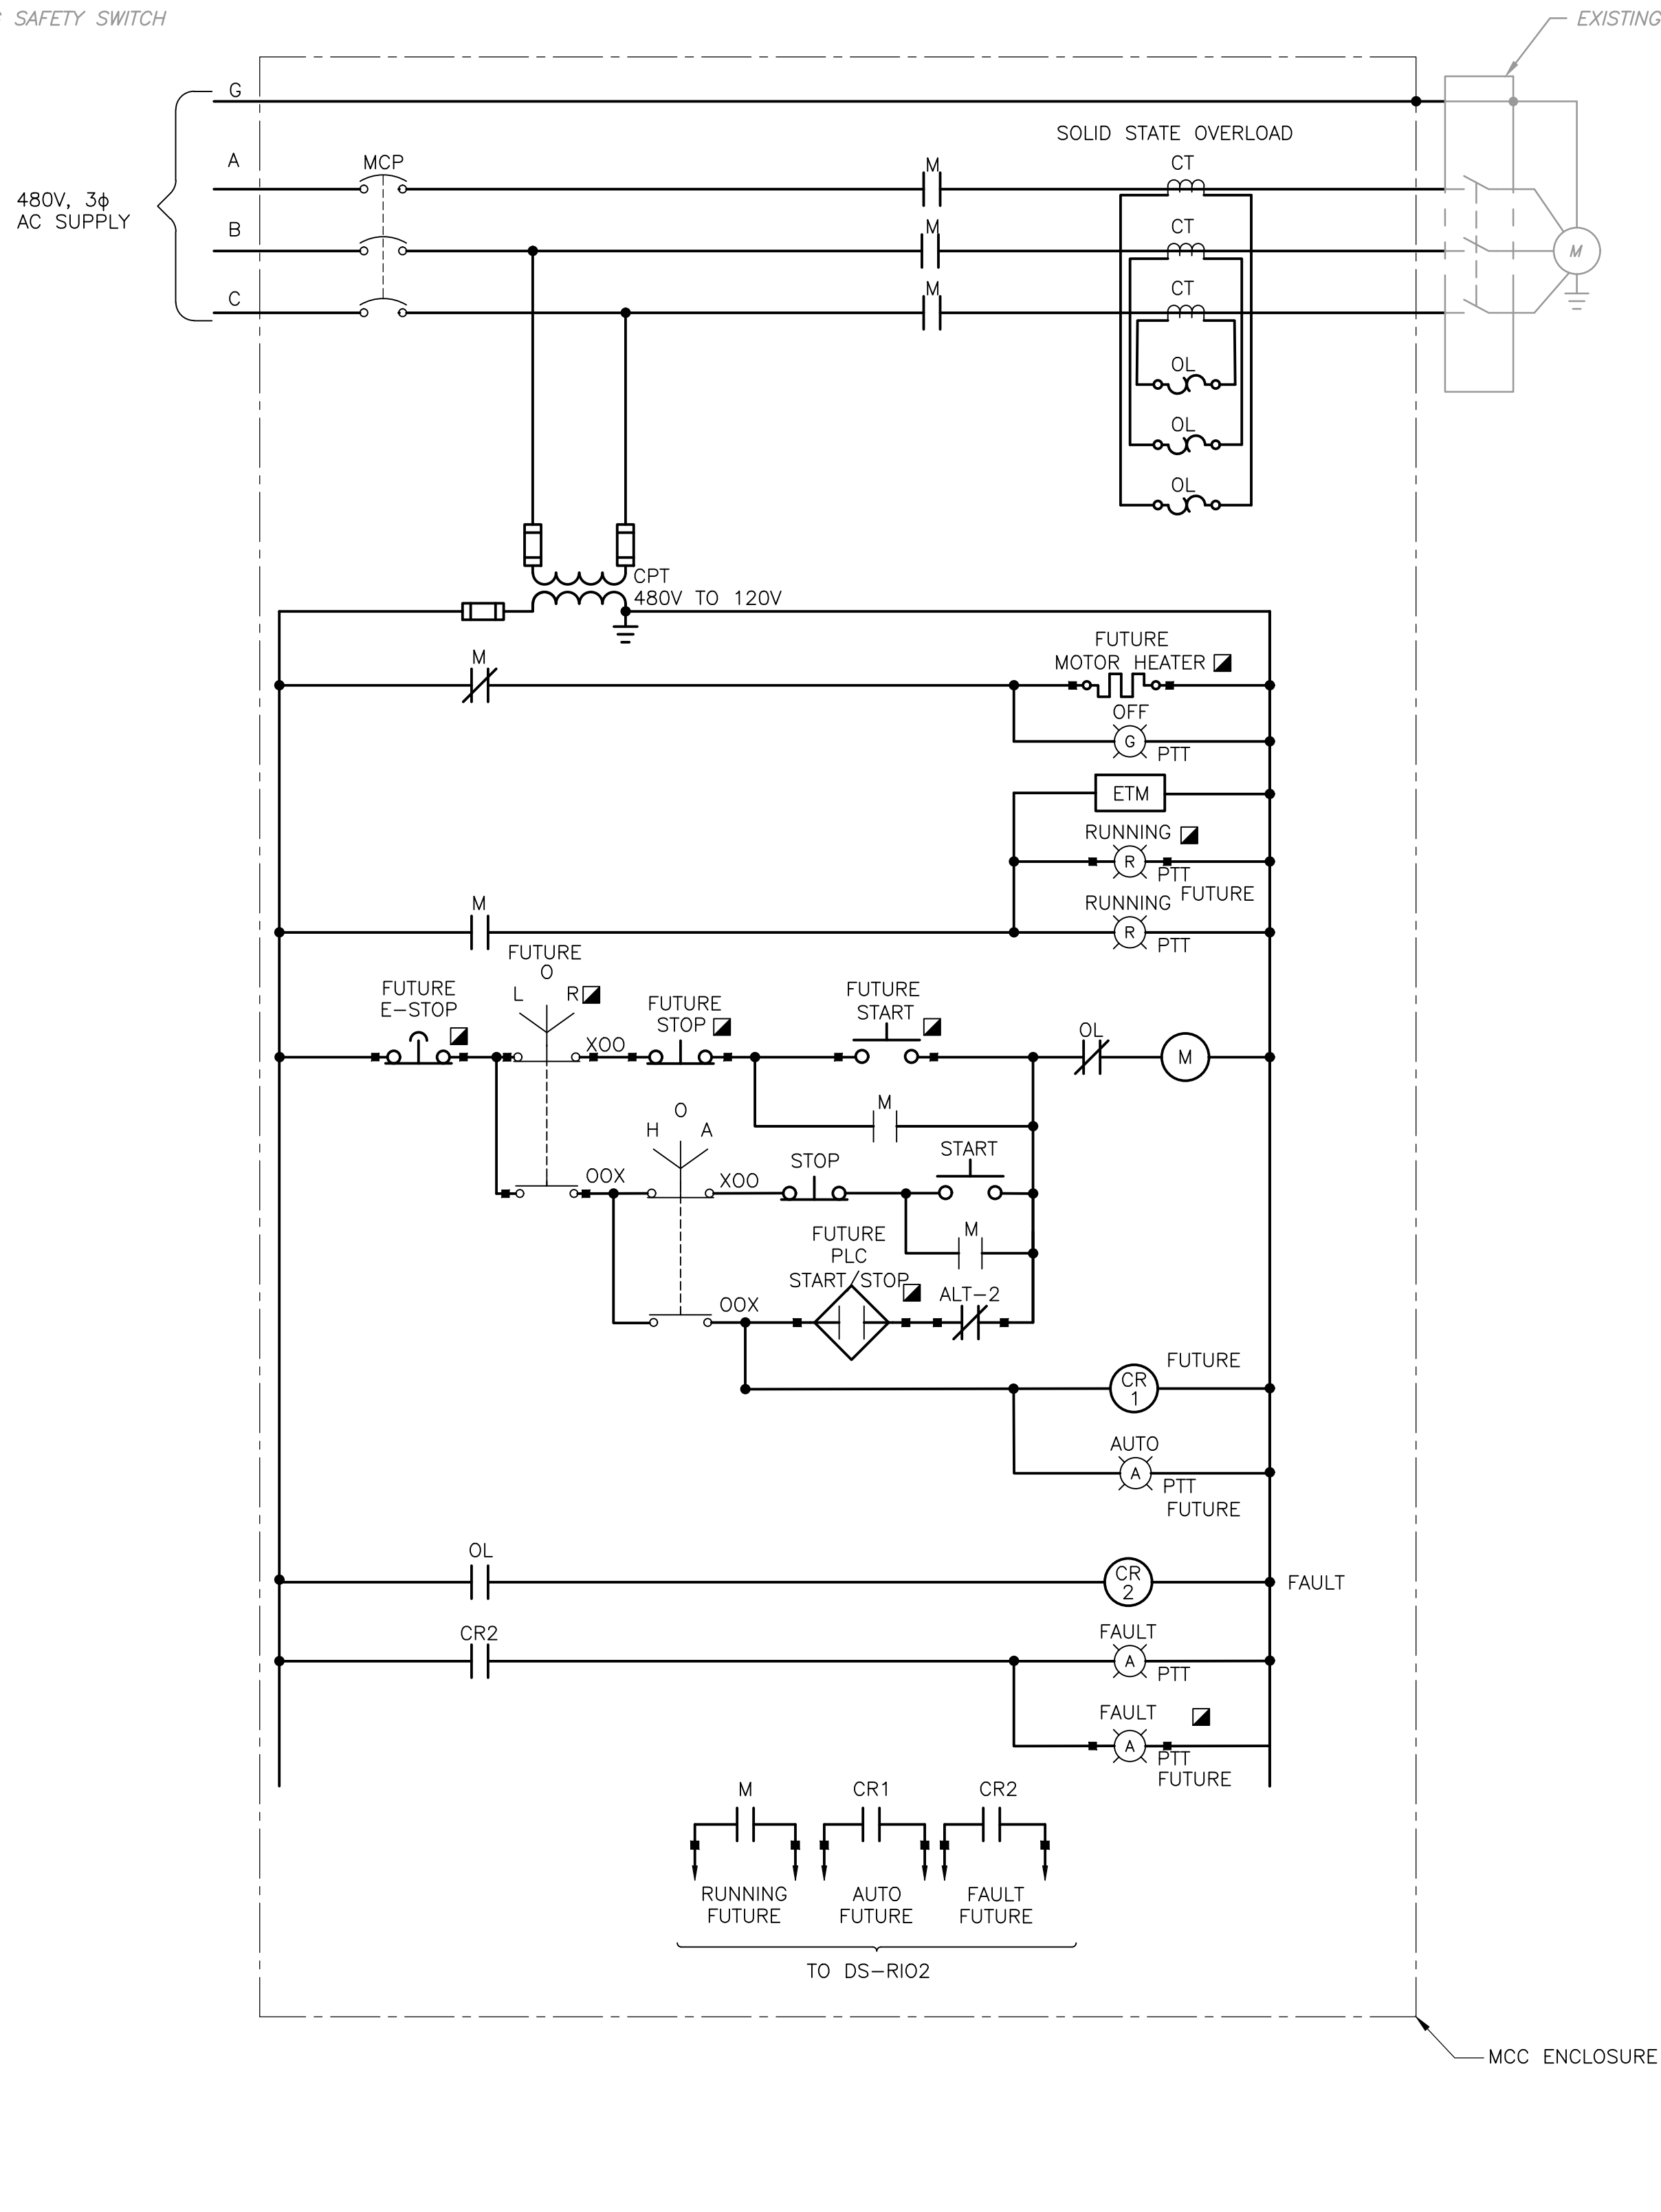 SAFETY SWITCH
EXISTING
G
SOLID STATE OVERLOAD
A
MCP
M
CT
480V, 3ϕ
AC SUPPLY
B
M
CT
M
C
M
CT
OL
OL
OL
CPT
480V TO 120V
FUTURE
MOTOR HEATER
M
OFF
G
PTT
ETM
RUNNING
R
PTT
FUTURE
M
RUNNING
R
PTT
FUTURE
O
L R
FUTURE
E-STOP
XOO
FUTURE
STOP
FUTURE
START
OL
M
M
O
H A
OOX
XOO
STOP
START
M
FUTURE
PLC
START/STOP
ALT-2
OOX
FUTURE
CR
1
AUTO
A
PTT
FUTURE
OL
CR
2
FAULT
CR2
FAULT
A
PTT
FAULT
A
PTT
FUTURE
M
CR1
CR2
RUNNING
FUTURE
AUTO
FUTURE
FAULT
FUTURE
TO DS-RIO2
MCC ENCLOSURE